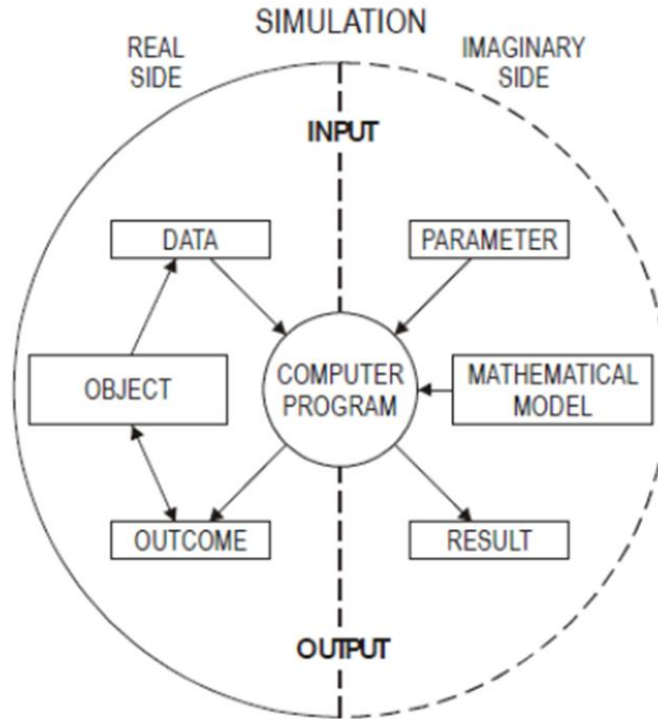 SIMULATION
REAL
SIDE
IMAGINARY
SIDE
INPUT
DATA
PARAMETER
OBJECT
COMPUTER
PROGRAM
MATHEMATICAL
MODEL
OUTCOME
RESULT
OUTPUT